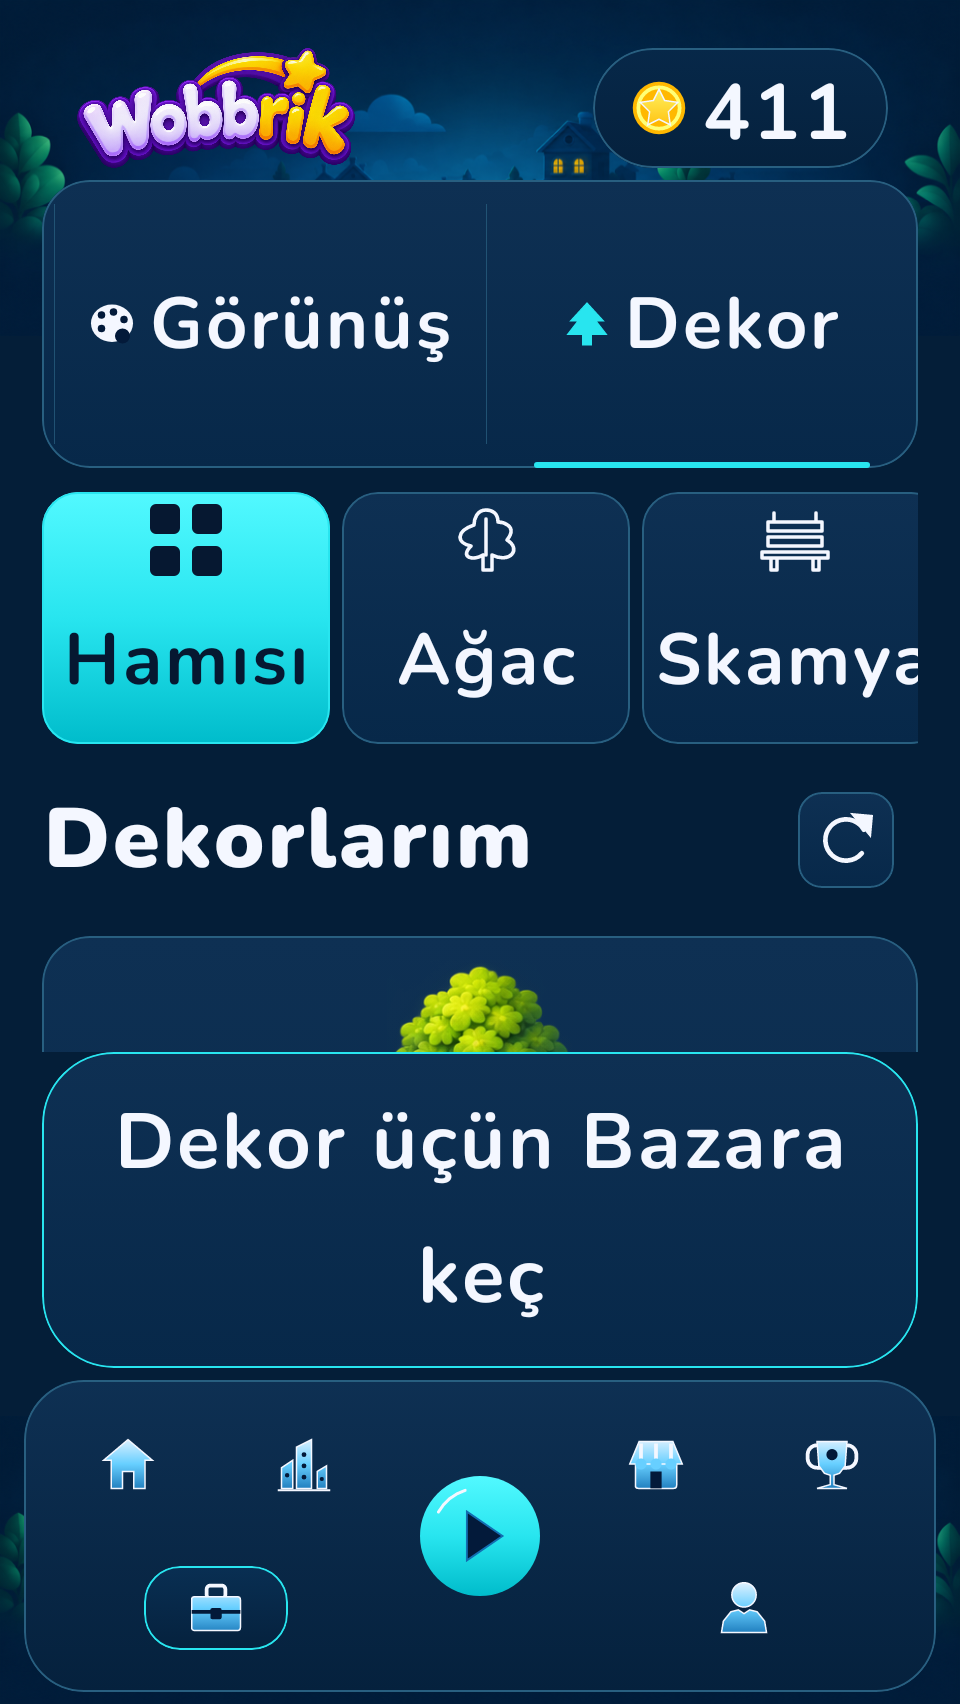 Wobbrik
411
Görünüş
Dekor
Hamısı
Ağac
Skamya
Dekorlarım
Dekor üçün Bazara
keç